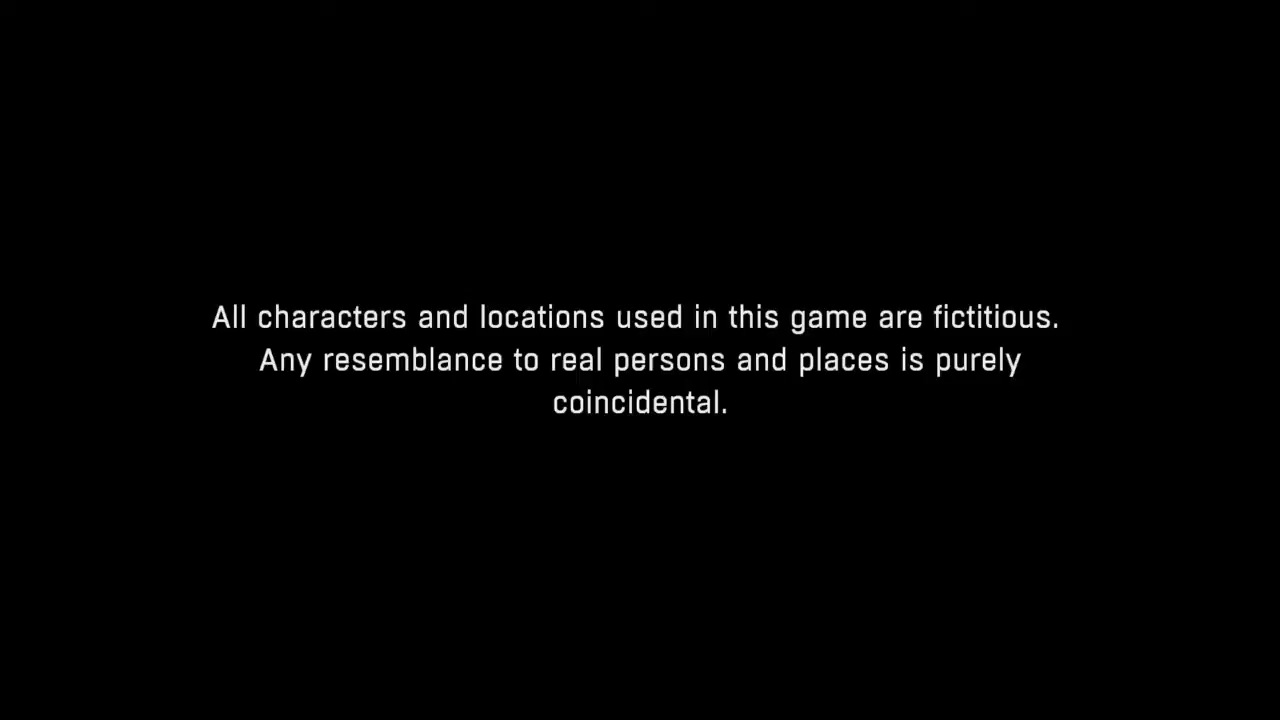 All characters and locations used in this game are fictitious.
Any resemblance to real persons and places is purely
coincidental.